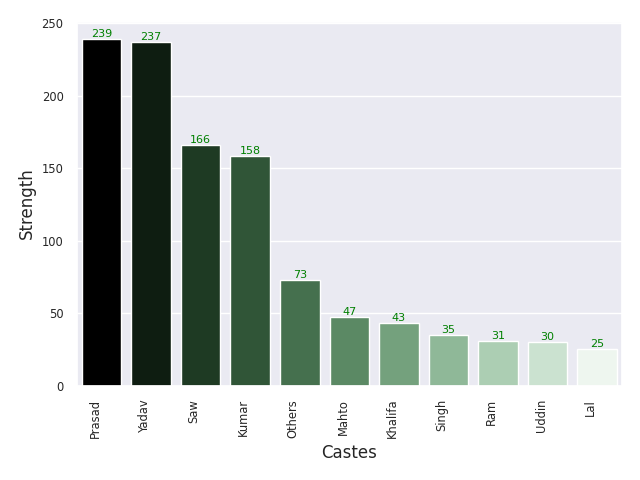 250
200
150
100
50
0
Strength
239
237
166
158
73
47
43
35
31
30
25
Prasad
Yadav
Saw
Kumar
Others
Mahto
Khalifa
Singh
Ram
Uddin
Lal
Castes